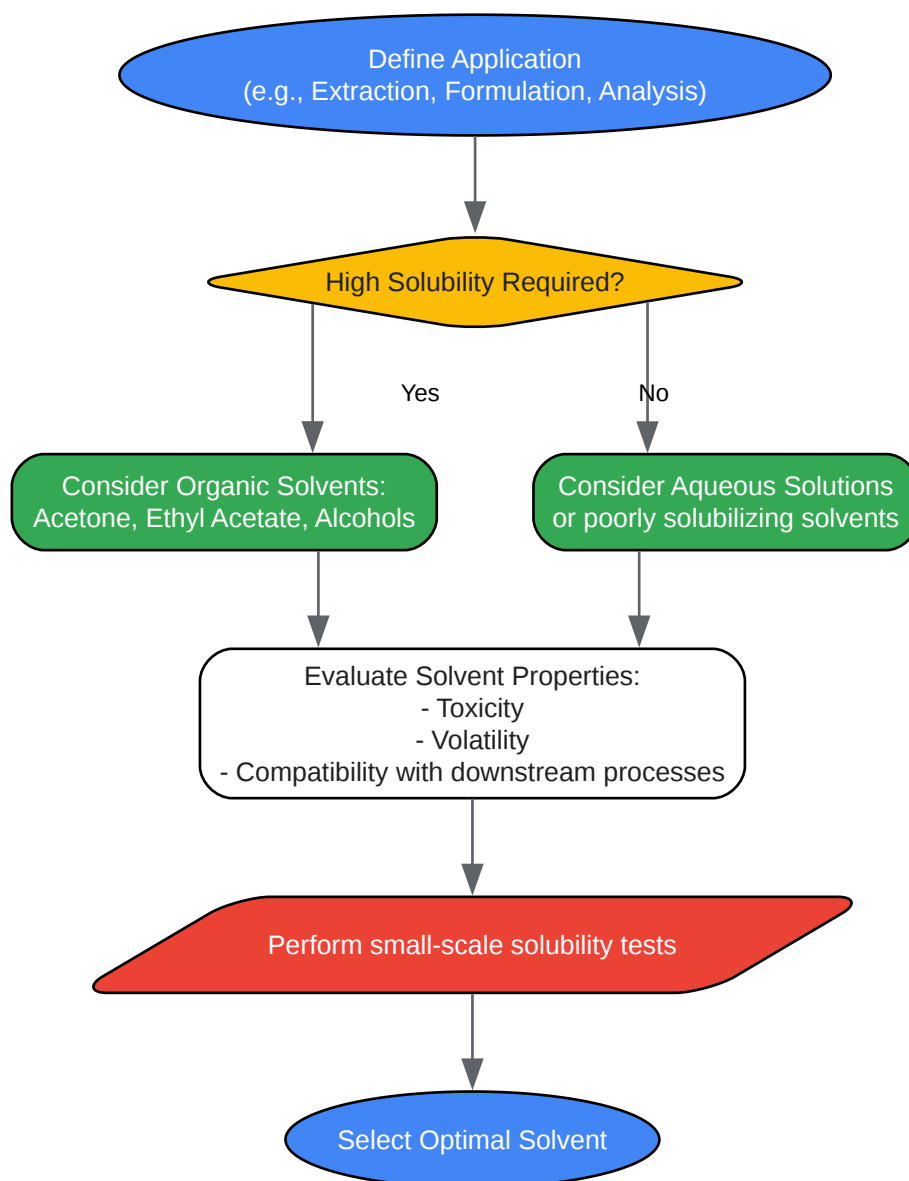 Define Application
(e.g., Extraction, Formulation, Analysis)
High Solubility Required?
Yes
No
Consider Organic Solvents:
Acetone, Ethyl Acetate, Alcohols
Consider Aqueous Solutions
or poorly solubilizing solvents
Evaluate Solvent Properties:
- Toxicity
- Volatility
- Compatibility with downstream processes
Perform small-scale solubility tests
Select Optimal Solvent